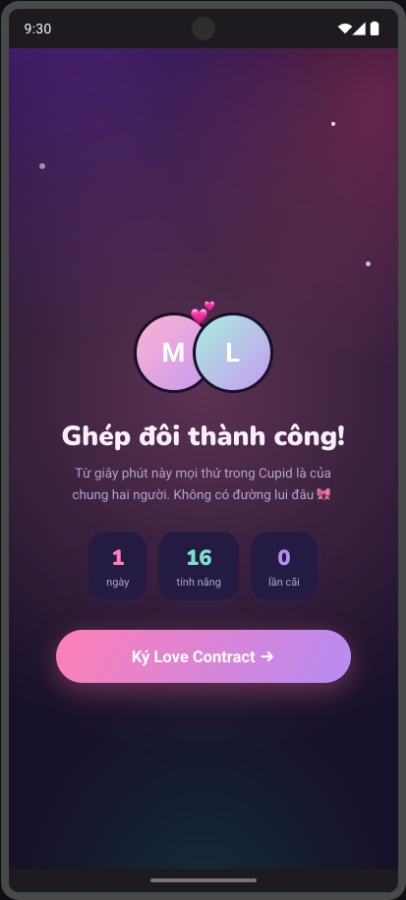 9:30
M L
Ghép đôi thành công!
Từ giây phút này mọi thứ trong Cupid là của
chung hai người. Không có đường lui đâu 🎀
1 16 0
ngày tính năng lần cãi
Ký Love Contract →